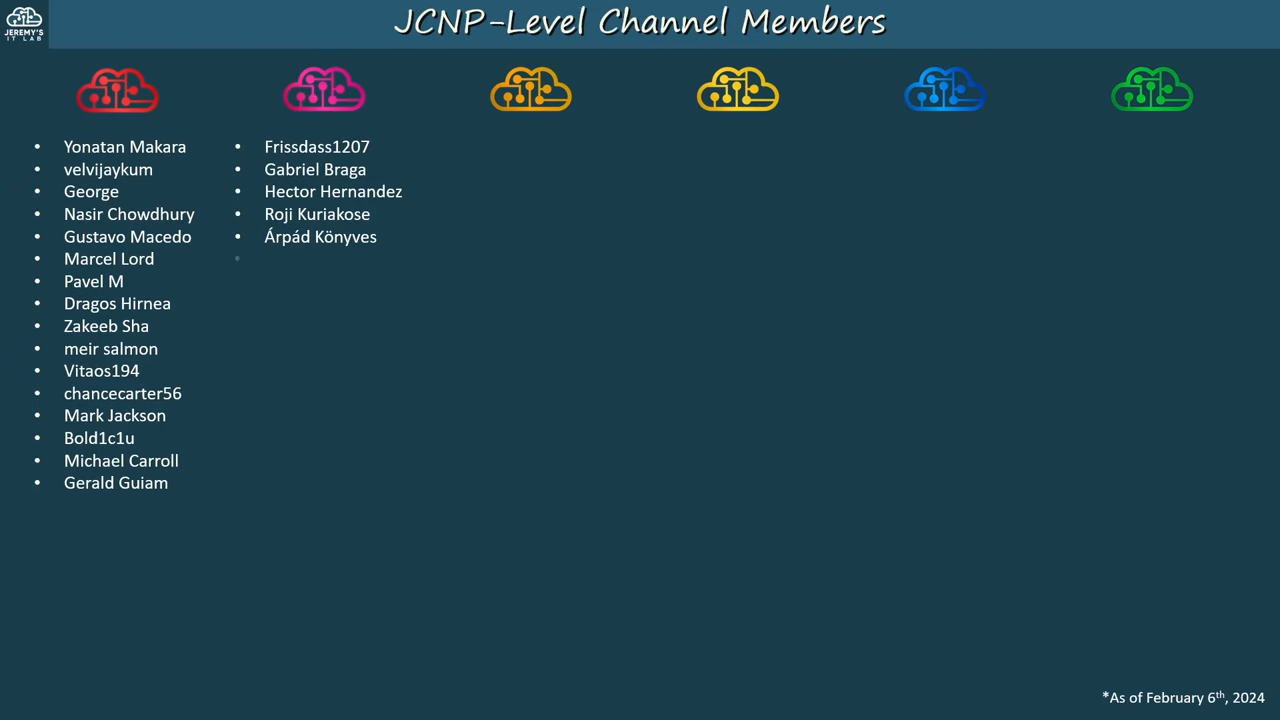 JEREMY'S
IT LAB
JCNP-Level Channel Members
• Yonatan Makara
• velvijaykum
• George
• Nasir Chowdhury
• Gustavo Macedo
• Marcel Lord
• Pavel M
• Dragos Hirnea
• Zakeeb Sha
• meir salmon
• Vitaos194
• chancecarter56
• Mark Jackson
• Bold1c1u
• Michael Carroll
• Gerald Guiam
• Frissdass1207
• Gabriel Braga
• Hector Hernandez
• Roji Kuriakose
• Árpád Könyves
•
*As of February 6th, 2024